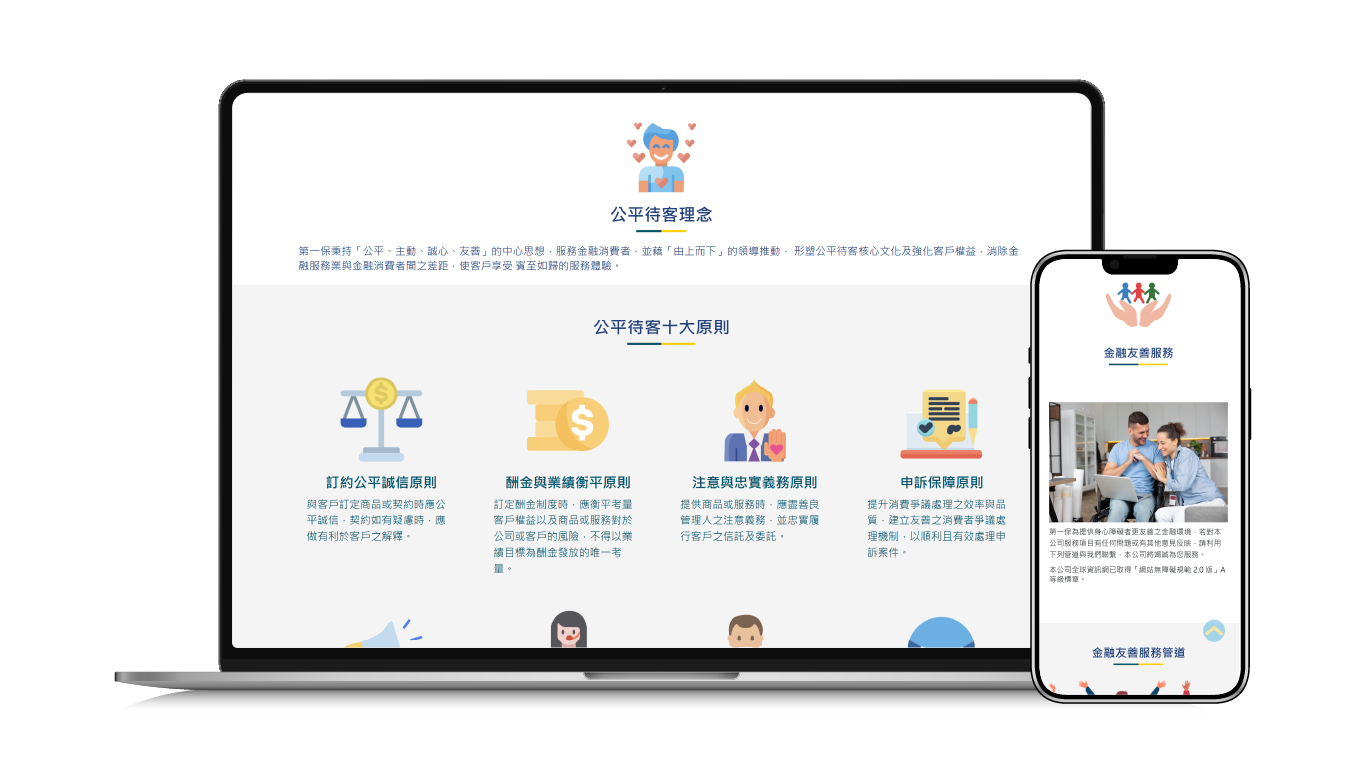 公平待客理念
第一保秉持「公平、主動、誠心、友善」的中心思想，服務金融消費者，並藉「由上而下」的領導推動， 形塑公平待客核心文化及強化客戶權益，消除金
融服務業與金融消費者間之差距，使客戶享受 賓至如歸的服務體驗。
公平待客十大原則
訂約公平誠信原則
與客戶訂定商品或契約時應公
平誠信，契約如有疑慮時，應
做有利於客戶之解釋。
酬金與業績衡平原則
訂定酬金制度時，應衡平考量
客戶權益以及商品或服務對於
公司或客戶的風險，不得以業
績目標為酬金發放的唯一考
量。
注意與忠實義務原則
提供商品或服務時，應盡善良
管理人之注意義務，並忠實履
行客戶之信託及委託。
申訴保障原則
提升消費爭議處理之效率與品
質，建立友善之消費者爭議處
理機制，以順利且有效處理申
訴案件。
金融友善服務
第一保為提供身心障礙者更友善之金融環境，若對本
公司服務項目有任何問題或有其他意見反映，請利用
下列管道與我們聯繫，本公司將竭誠為您服務。
本公司全球資訊網已取得「網站無障礙規範 2.0 版」A
等級標章。
金融友善服務管道